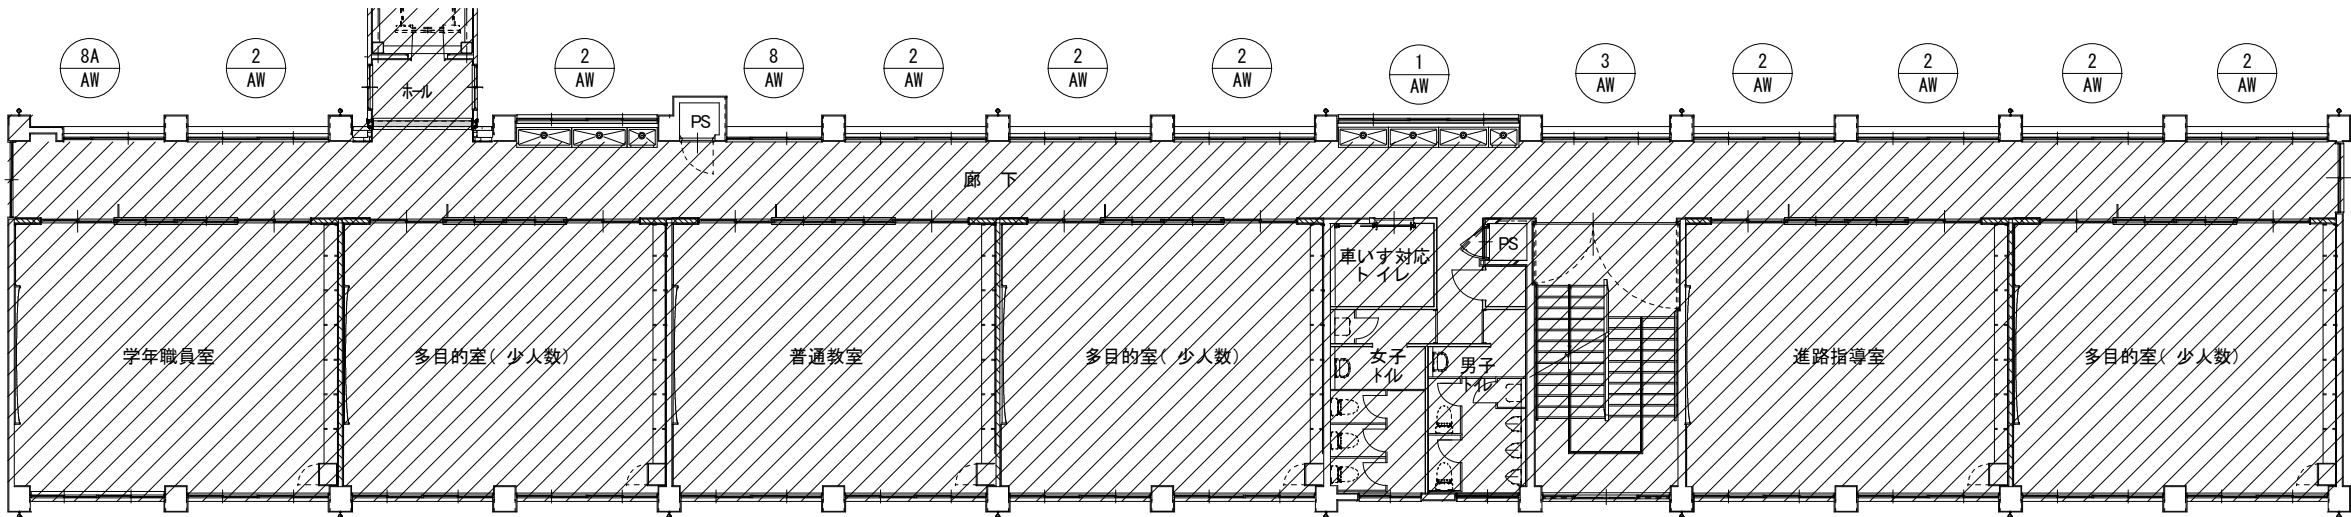 8A
AW
2
AW
2
AW
8
AW
2
AW
2
AW
2
AW
1
AW
3
AW
2
AW
2
AW
2
AW
2
AW
ホール
PS
廊 下
車いす対応
トイレ
PS
学年職員室
多目的室(少人数)
普通教室
多目的室(少人数)
女子
トイレ
男子
トイレ
進路指導室
多目的室(少人数)